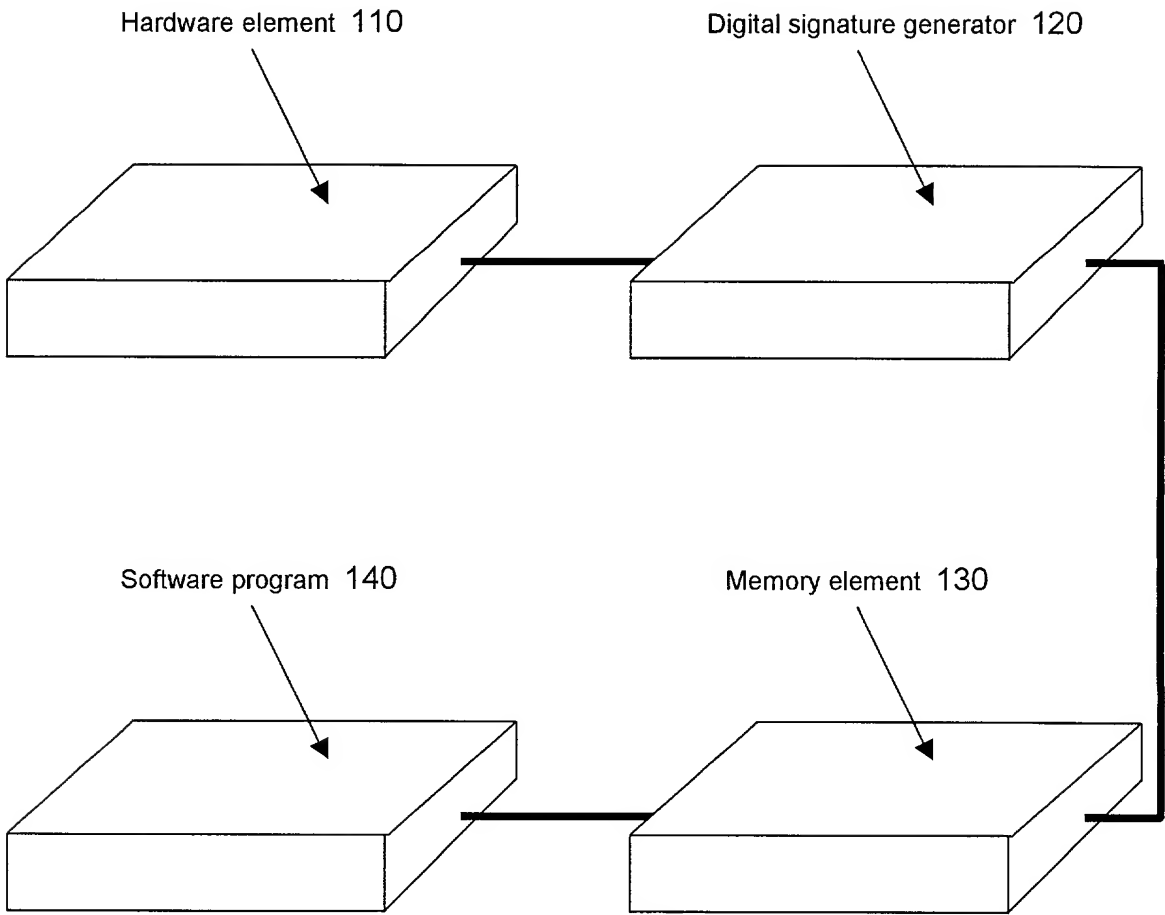 Hardware element 110
Digital signature generator 120
Software program 140
Memory element 130